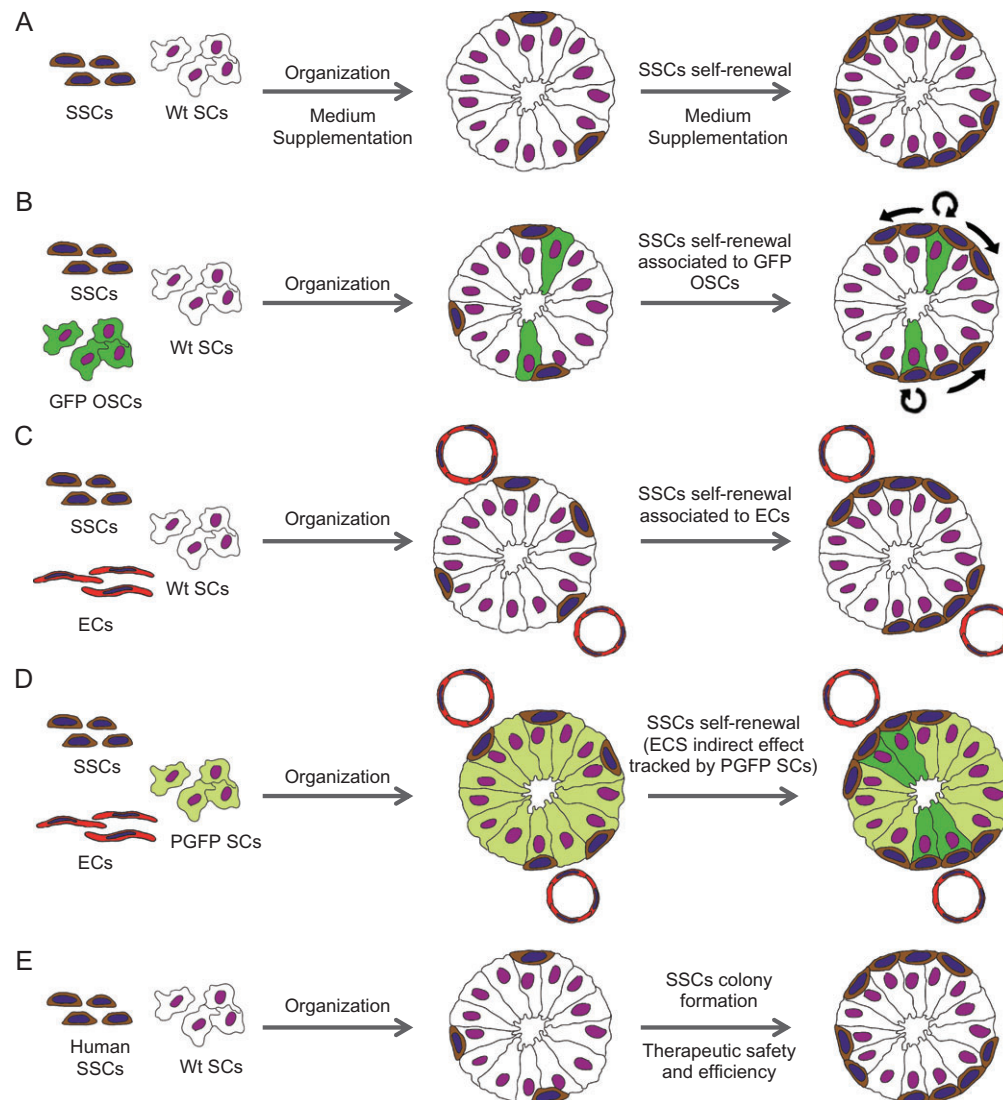 A
SSCs
Wt SCs
Organization
Medium
Supplementation
SSCs self-renewal
Medium
Supplementation
B
SSCs
Wt SCs
GFP OSCs
Organization
SSCs self-renewal
associated to GFP
OSCs
C
SSCs
Wt SCs
ECs
Organization
SSCs self-renewal
associated to ECs
D
SSCs
PGFP SCs
ECs
Organization
SSCs self-renewal
(ECS indirect effect
tracked by PGFP SCs)
E
Human
SSCs
Wt SCs
Organization
SSCs colony
formation
Therapeutic safety
and efficiency